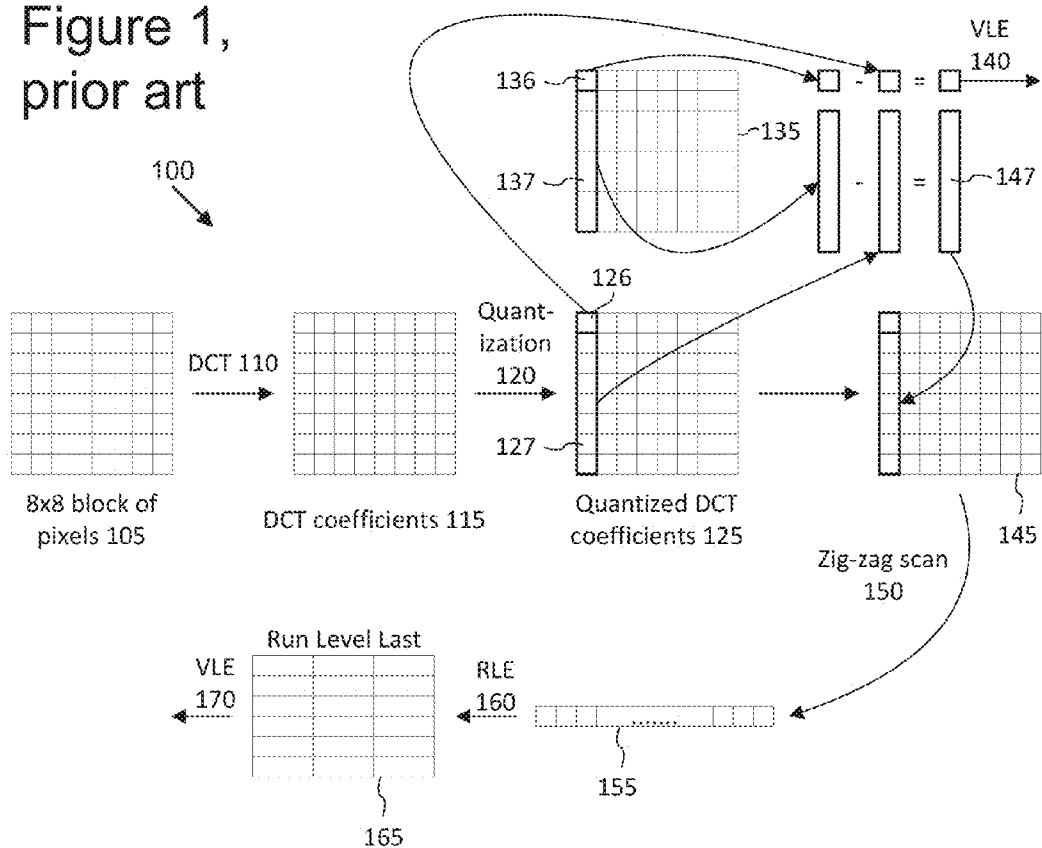 Figure 1,
prior art
100
136
137
135
VLE
140
- =
- =
147
126
Quant-
ization
120
DCT 110
127
8x8 block of
pixels 105
DCT coefficients 115
Quantized DCT
coefficients 125
145
Zig-zag scan
150
Run Level Last
VLE
170
RLE
160
.......
155
165